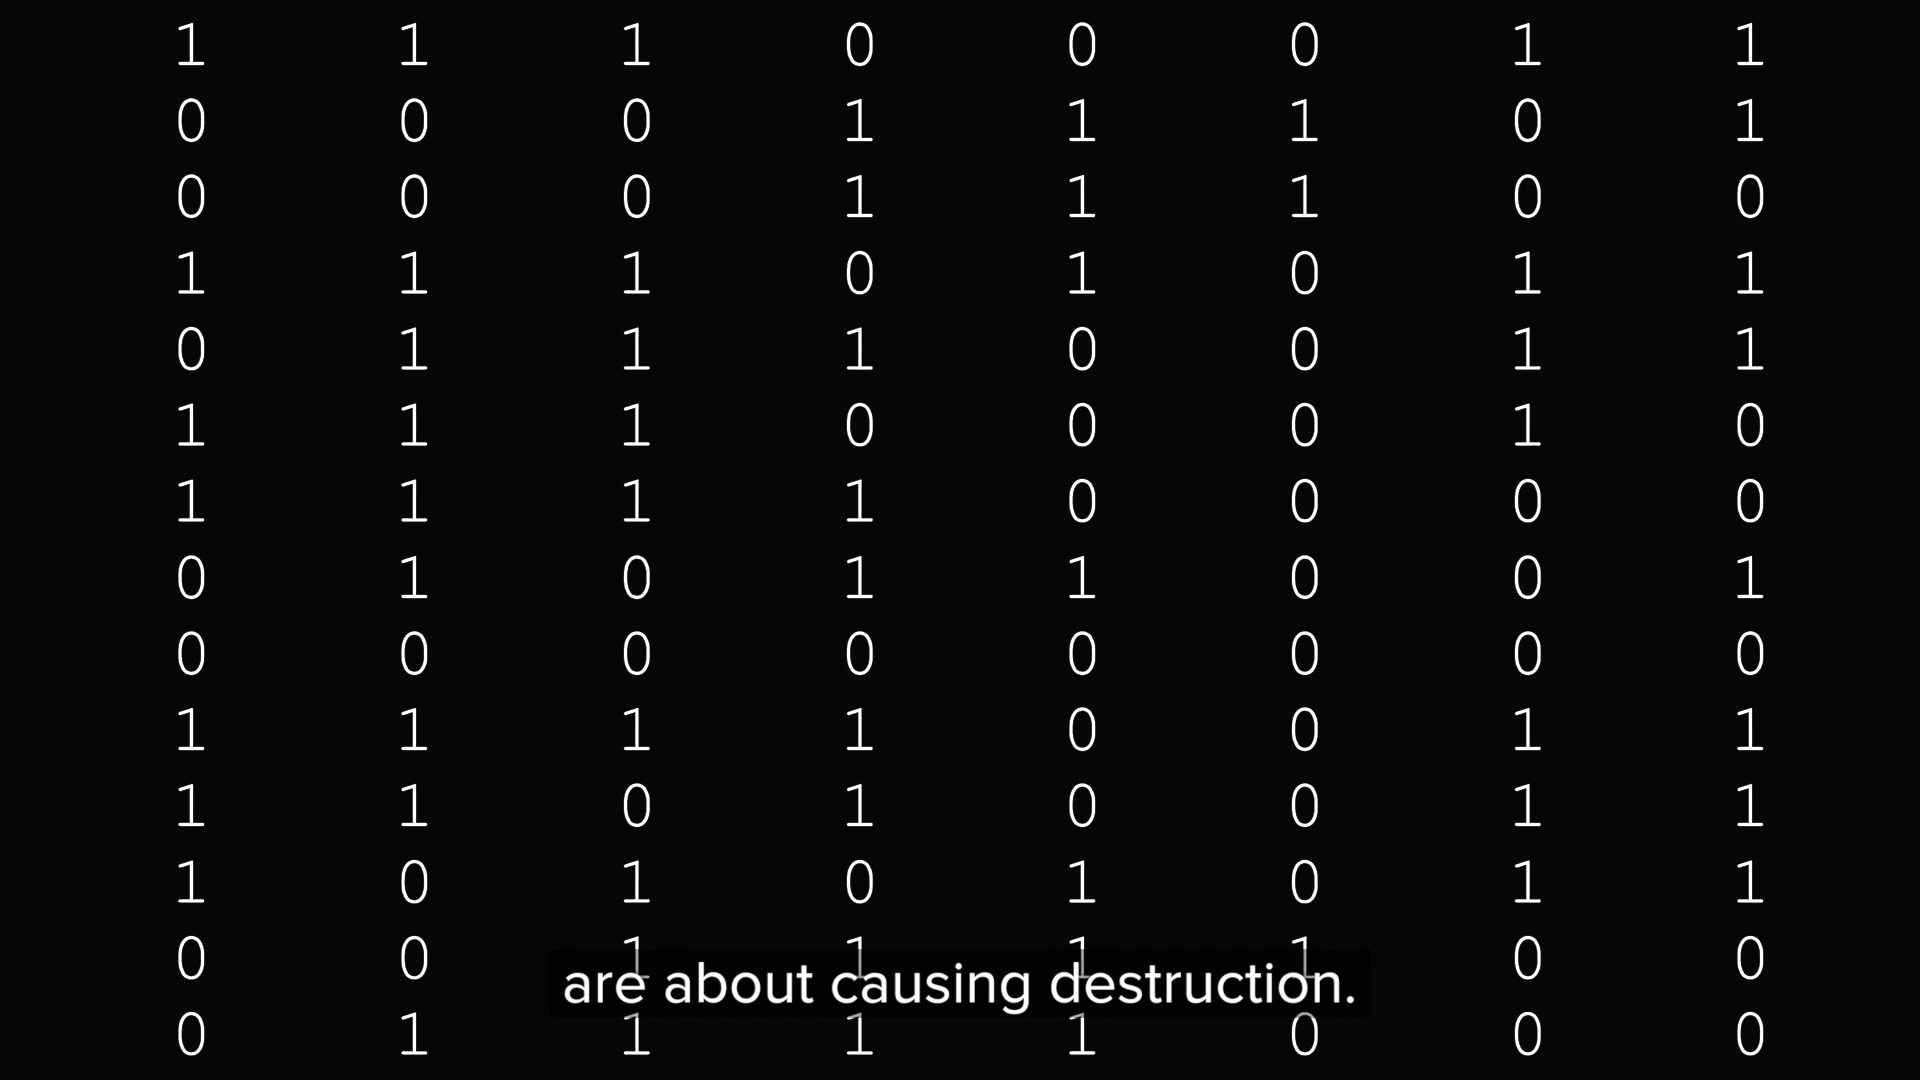 1 1 1 0 0 0 1 1
0 0 0 1 1 1 0 1
0 0 0 1 1 1 0 0
1 1 1 0 1 0 1 1
0 1 1 1 0 0 1 1
1 1 1 0 0 0 1 0
1 1 1 1 0 0 0 0
0 1 0 1 1 0 0 1
0 0 0 0 0 0 0 0
1 1 1 1 0 0 1 1
1 1 0 1 0 0 1 1
1 0 1 0 1 0 1 1
0 0 1 1 1 1 0 0
are about causing destruction.
0 1 1 1 1 0 0 0